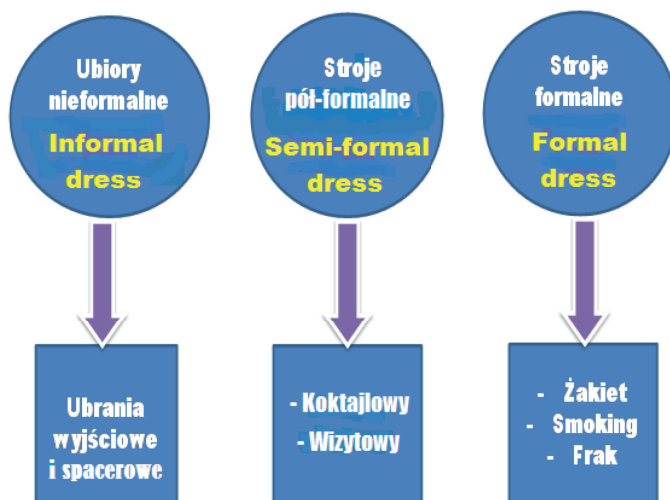 Ubiory
nieformalne
Informal
dress
Stroje
pół-formalne
Semi-formal
dress
Stroje
formalne
Formal
dress
Ubrania
wyjściowe
i spacerowe
- Koktajlowy
- Wizytowy
- Żakiet
- Smoking
- Frak